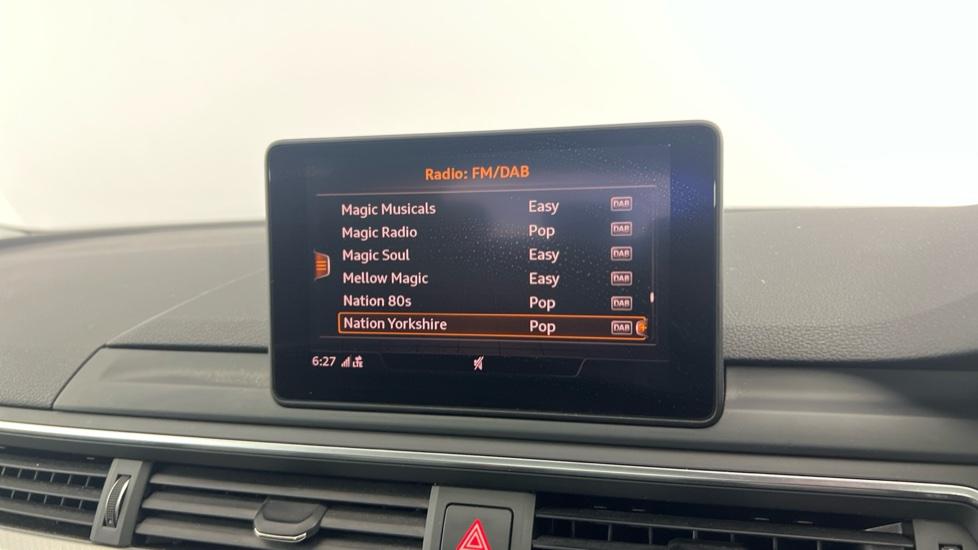 Radio: FM/DAB
Magic Musicals Easy DAB
Magic Radio Pop DAB
Magic Soul Easy DAB
Mellow Magic Easy DAB
Nation 80s Pop DAB
Nation Yorkshire Pop DAB
6:27 LTE